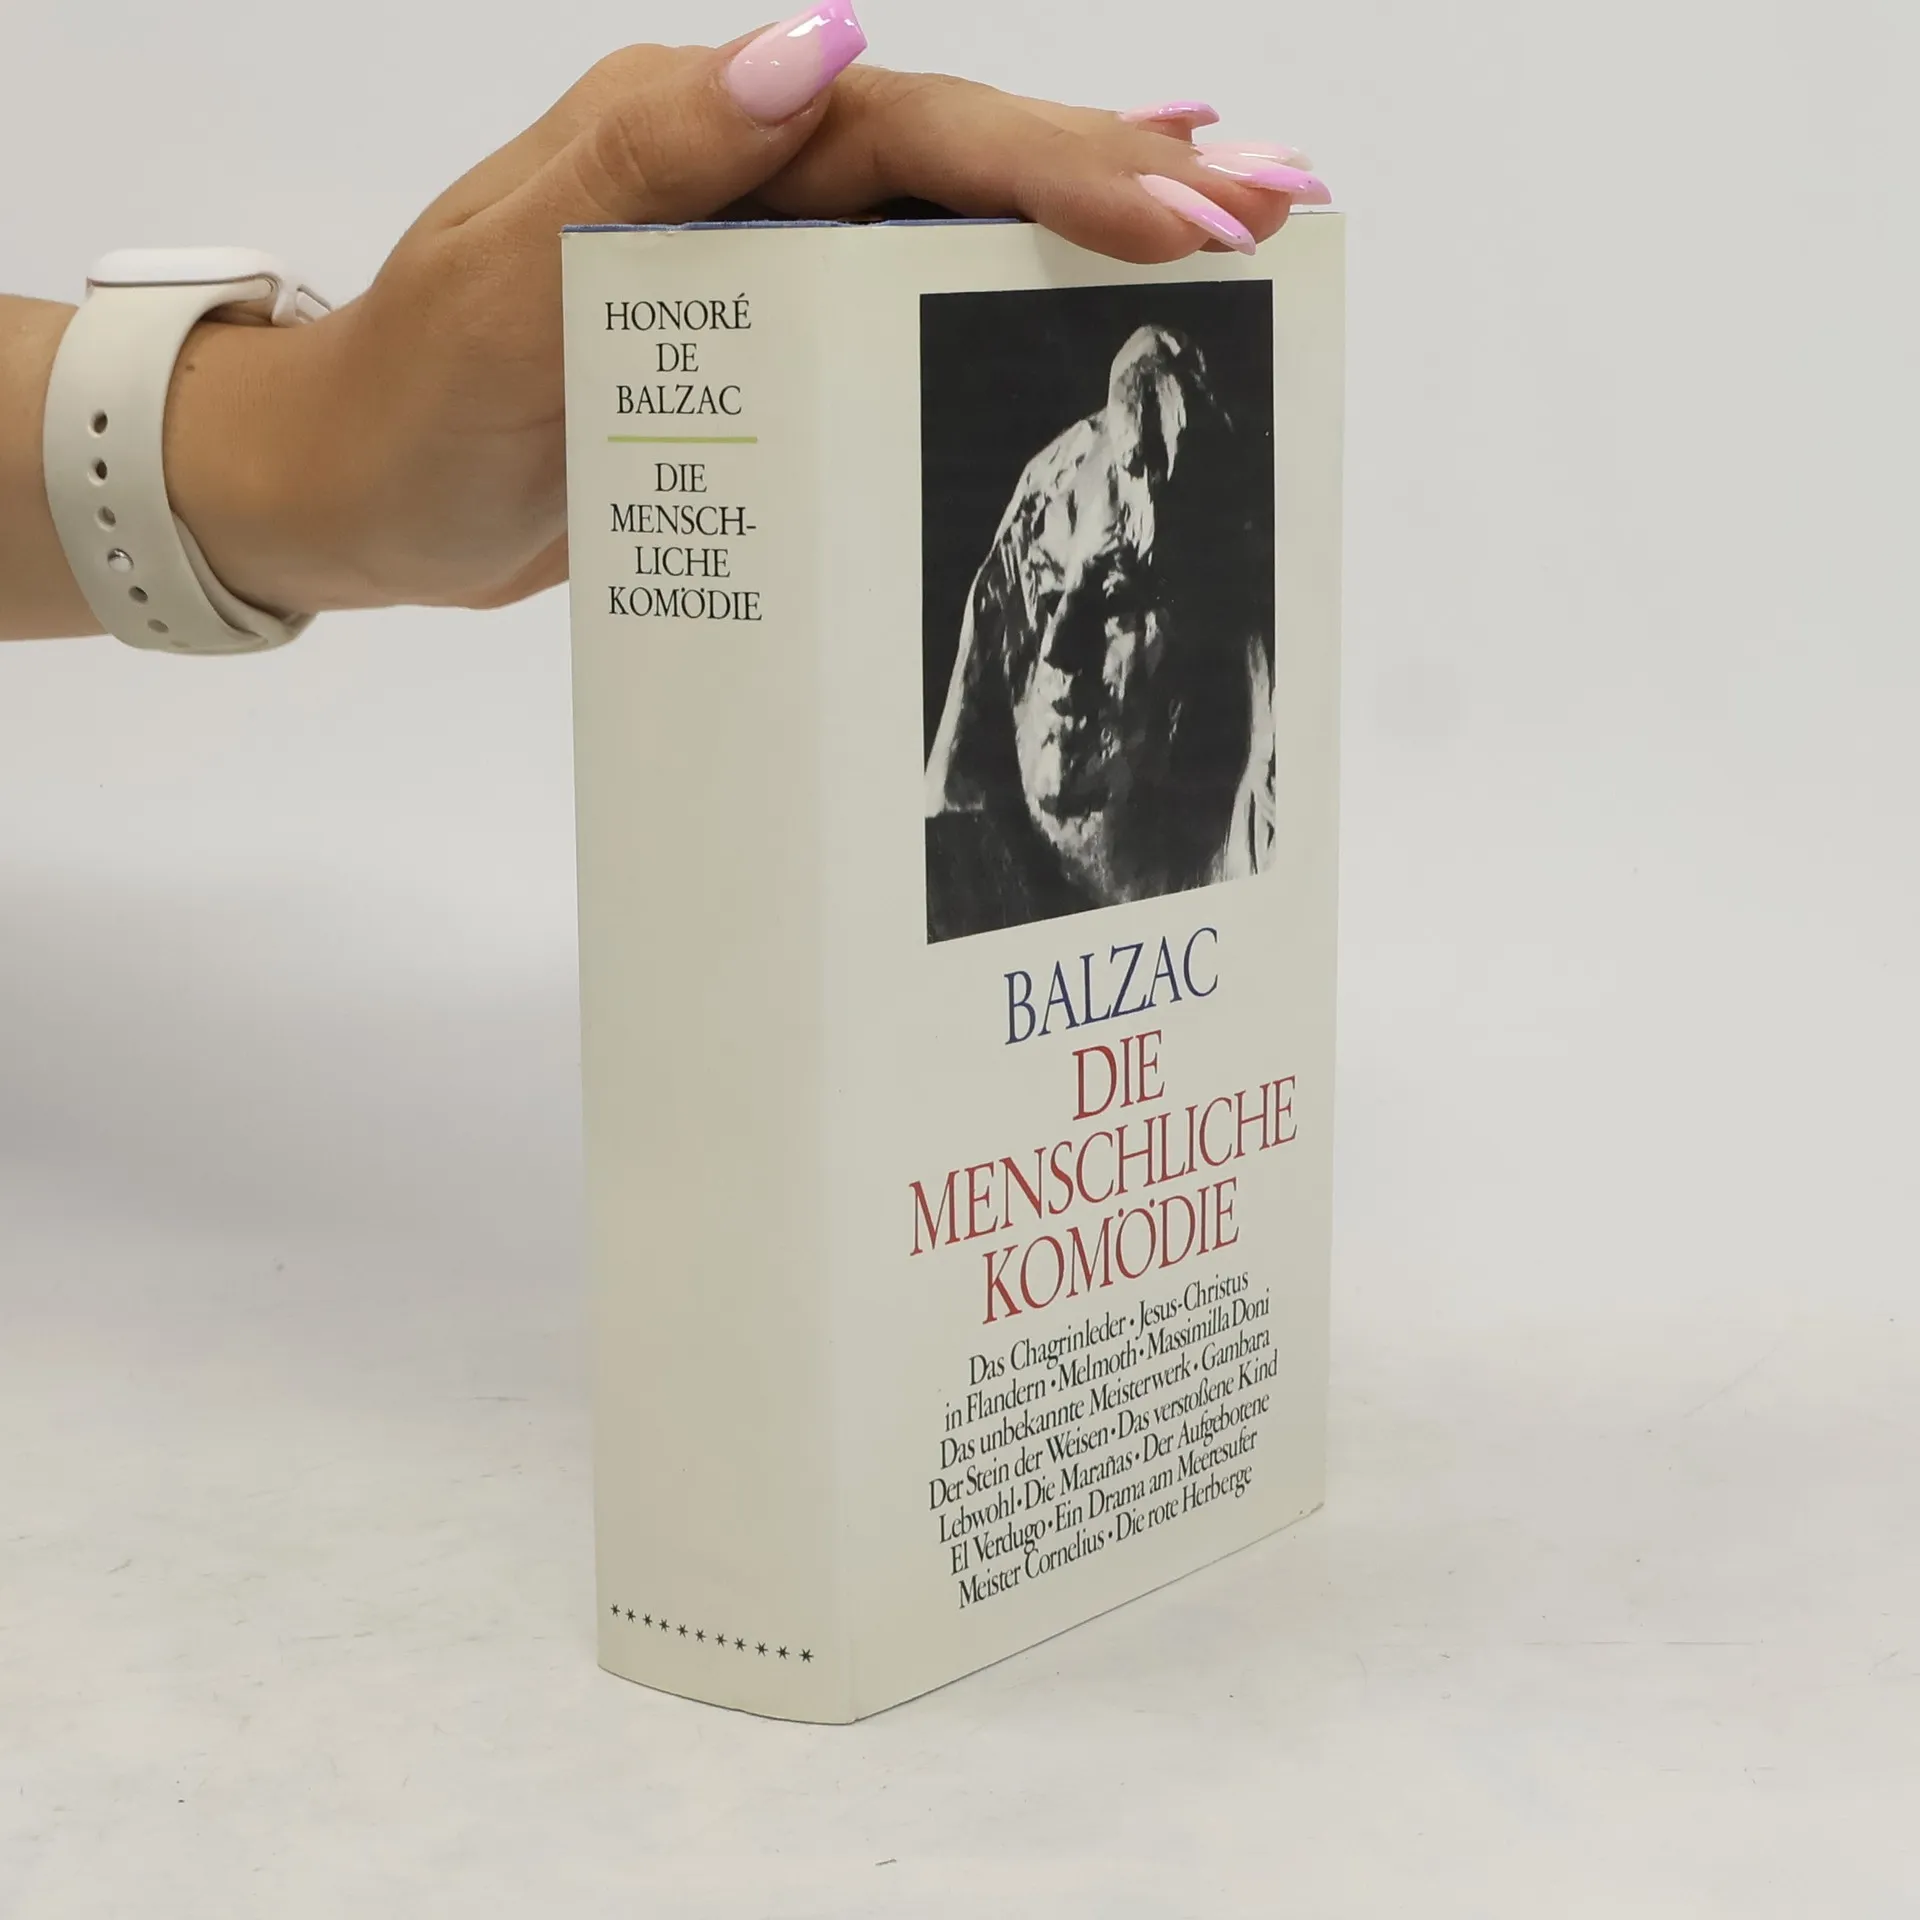 HONORÉ
DE
BALZAC
DIE
MENSCH-
LICHE
KOMÖDIE
***********
BALZAC
DIE
MENSCHLICHE
KOMÖDIE
Das Chagrinleder • Jesus-Christus
in Flandern • Melmoth • Massimilla Doni
Das unbekannte Meisterwerk • Gambara
Der Stein der Weisen • Das verstoßene Kind
Lebwohl • Die Marañas • Der Aufgebotene
El Verdugo • Ein Drama am Meeresufer
Meister Cornelius • Die rote Herberge